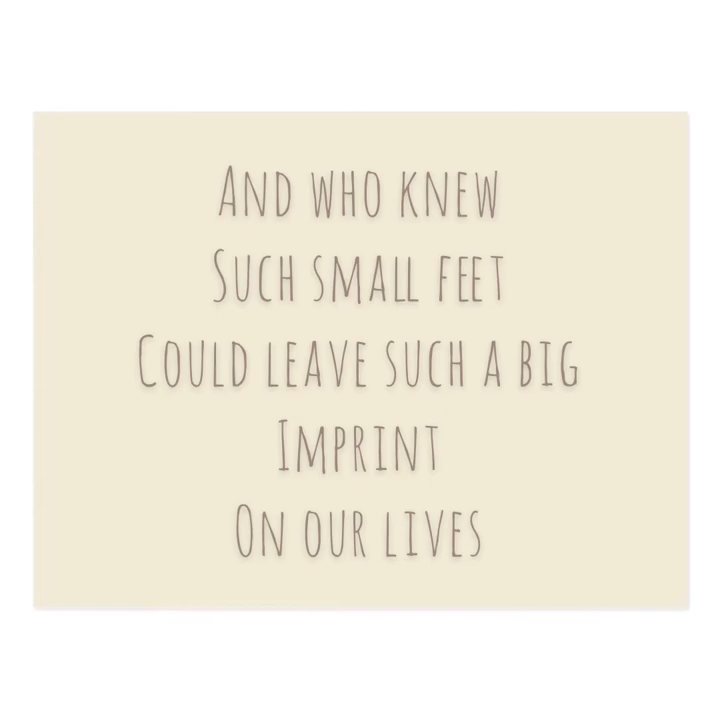 And who knew
Such small feet
Could leave such a big
Imprint
On our lives